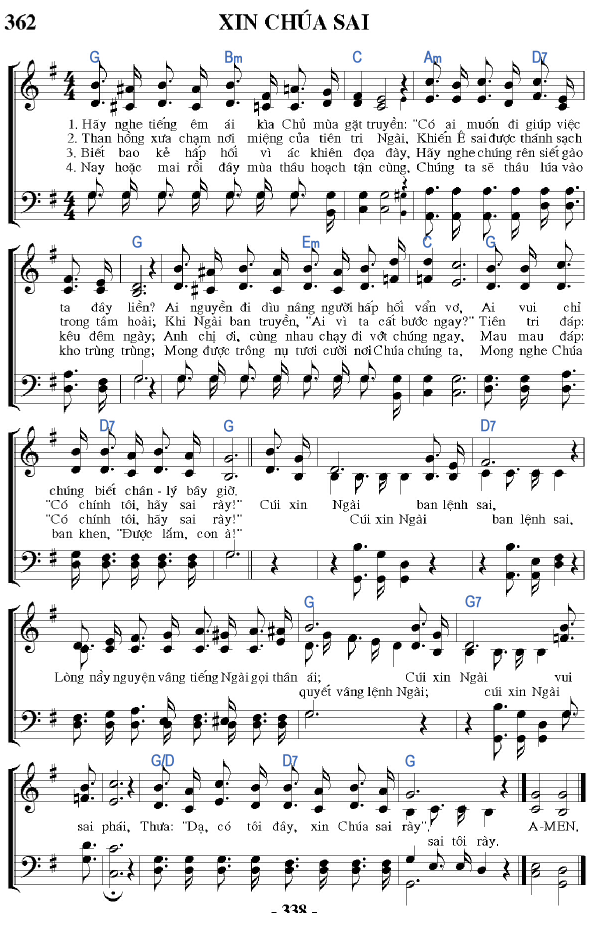 362 XIN CHÚA SAI
G Bm C Am D7
1. Hãy nghe tiếng êm ái kìa Chủ mùa gặt truyền: "Có ai muốn đi giúp việc
2. Than hồng xưa chạm nơi miệng của tiên tri Ngài, Khiến Ê sai được thánh sạch
3. Biết bao kẻ hấp hối vì ác khiên đọa đày, Hãy nghe chúng rên siết gào
4. Nay hoặc mai rồi đây mùa thâu hoạch tận cùng, Chúng ta sẽ thâu lúa vào
G Em C G
ta đây liền? Ai nguyền đi dìu nâng người hấp hối vẩn vơ, Ai vui chỉ
trong tâm hoài; Khi Ngài ban truyền, "Ai vì ta cất bước ngay?" Tiên tri đáp:
kêu đêm ngày; Anh chị ơi, cùng nhau chạy đi vớt chúng ngay, Mau mau đáp:
kho trùng trùng; Mong được trông nụ tươi cười nơi Chúa chúng ta, Mong nghe Chúa
D7 G D7
chúng biết chân - lý bây giờ.
"Có chính tôi, hãy sai rày!" Cúi xin Ngài ban lệnh sai,
"Có chính tôi, hãy sai rày!" Cúi xin Ngài ban lệnh sai,
ban khen, "Được lắm, con à!"
G G7
Lòng nầy nguyện vâng tiếng Ngài gọi thân ái; Cúi xin Ngài vui
quyết vâng lệnh Ngài; cúi xin Ngài
G/D D7 G
sai phái, Thưa: "Dạ, có tôi đây, xin Chúa sai rày". A-MEN.
sai tôi rày.
- 338 -